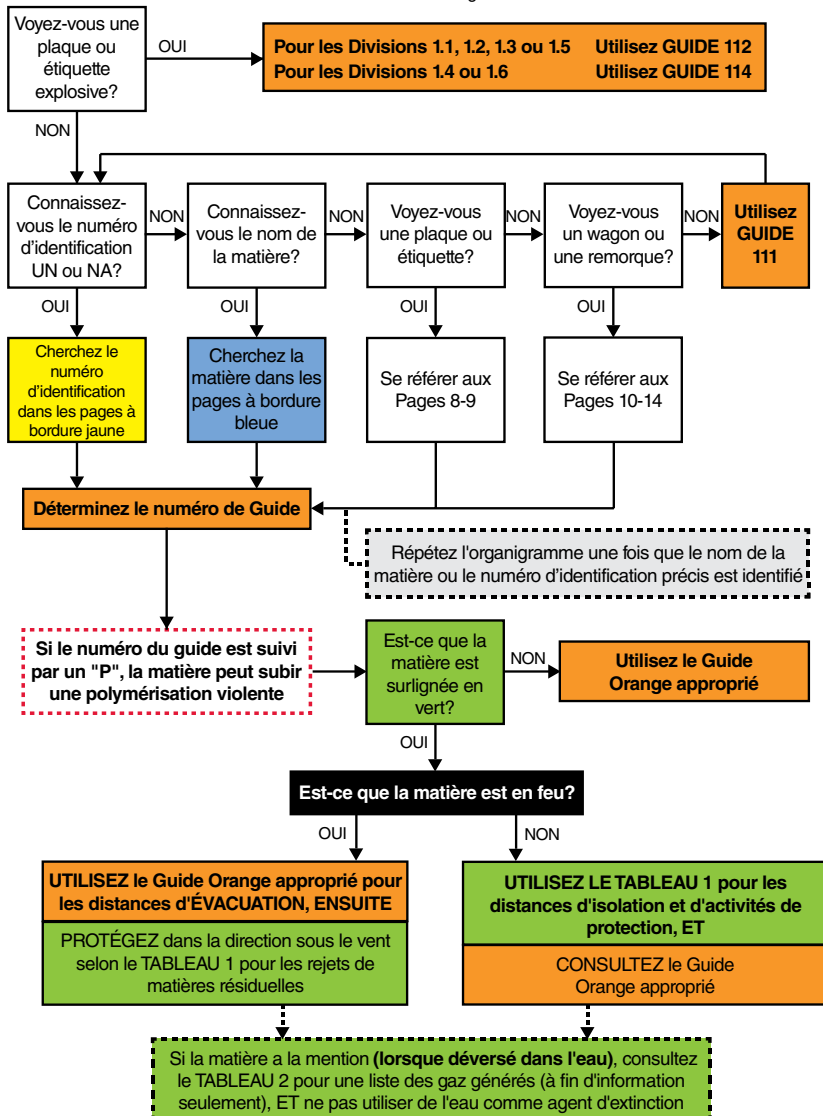 Voyez-vous une
plaque ou
étiquette
explosive?
OUI
Pour les Divisions 1.1, 1.2, 1.3 ou 1.5 Utilisez GUIDE 112
Pour les Divisions 1.4 ou 1.6 Utilisez GUIDE 114
NON
Connaissez-
vous le numéro
d'identification
UN ou NA?
NON
Connaissez-
vous le nom de
la matière?
NON
Voyez-vous
une plaque ou
étiquette?
NON
Voyez-vous
un wagon ou
une remorque?
NON
Utilisez
GUIDE
111
OUI
OUI
OUI
OUI
Cherchez le
numéro
d'identification
dans les pages à
bordure jaune
Cherchez la
matière dans les
pages à bordure
bleue
Se référer aux
Pages 8-9
Se référer aux
Pages 10-14
Déterminez le numéro de Guide
Répétez l'organigramme une fois que le nom de la
matière ou le numéro d'identification précis est identifié
Si le numéro du guide est suivi
par un "P", la matière peut subir
une polymérisation violente
Est-ce que la
matière est
surlignée en
vert?
NON
Utilisez le Guide
Orange approprié
OUI
Est-ce que la matière est en feu?
OUI
NON
UTILISEZ le Guide Orange approprié pour
les distances d'ÉVACUATION, ENSUITE
PROTÉGEZ dans la direction sous le vent
selon le TABLEAU 1 pour les rejets de
matières résiduelles
UTILISEZ LE TABLEAU 1 pour les
distances d'isolation et d'activités de
protection, ET
CONSULTEZ le Guide
Orange approprié
Si la matière a la mention (lorsque déversé dans l'eau), consultez
le TABLEAU 2 pour une liste des gaz générés (à fin d'information
seulement), ET ne pas utiliser de l'eau comme agent d'extinction